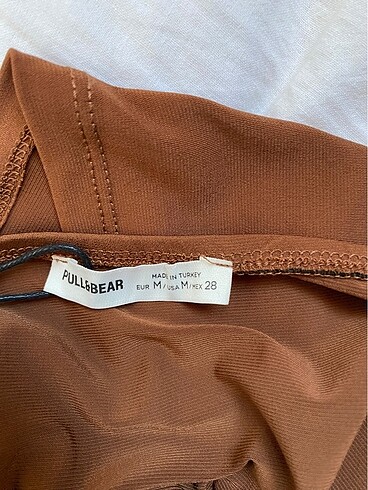 PULL&BEAR
MADE IN TURKEY
EUR M / USA M / MEX 28